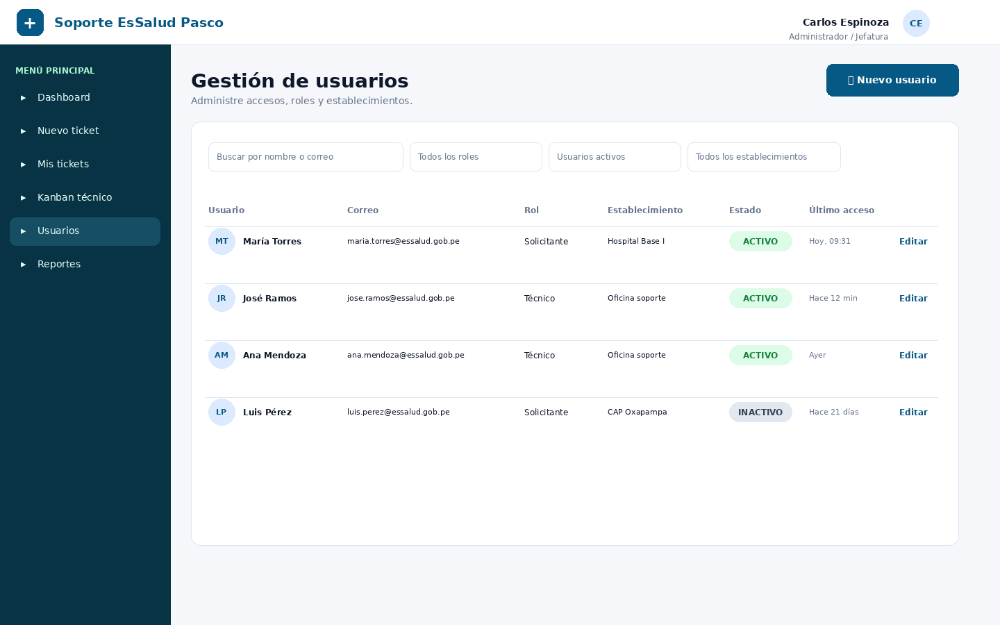 + Soporte EsSalud Pasco
Carlos Espinoza
Administrador / Jefatura
CE
MENÚ PRINCIPAL
▸ Dashboard
▸ Nuevo ticket
▸ Mis tickets
▸ Kanban técnico
▸ Usuarios
▸ Reportes
Gestión de usuarios
Administre accesos, roles y establecimientos.
Nuevo usuario
Buscar por nombre o correo Todos los roles Usuarios activos Todos los establecimientos
Usuario Correo Rol Establecimiento Estado Último acceso
MT María Torres maria.torres@essalud.gob.pe Solicitante Hospital Base I ACTIVO Hoy, 09:31 Editar
JR José Ramos jose.ramos@essalud.gob.pe Técnico Oficina soporte ACTIVO Hace 12 min Editar
AM Ana Mendoza ana.mendoza@essalud.gob.pe Técnico Oficina soporte ACTIVO Ayer Editar
LP Luis Pérez luis.perez@essalud.gob.pe Solicitante CAP Oxapampa INACTIVO Hace 21 días Editar